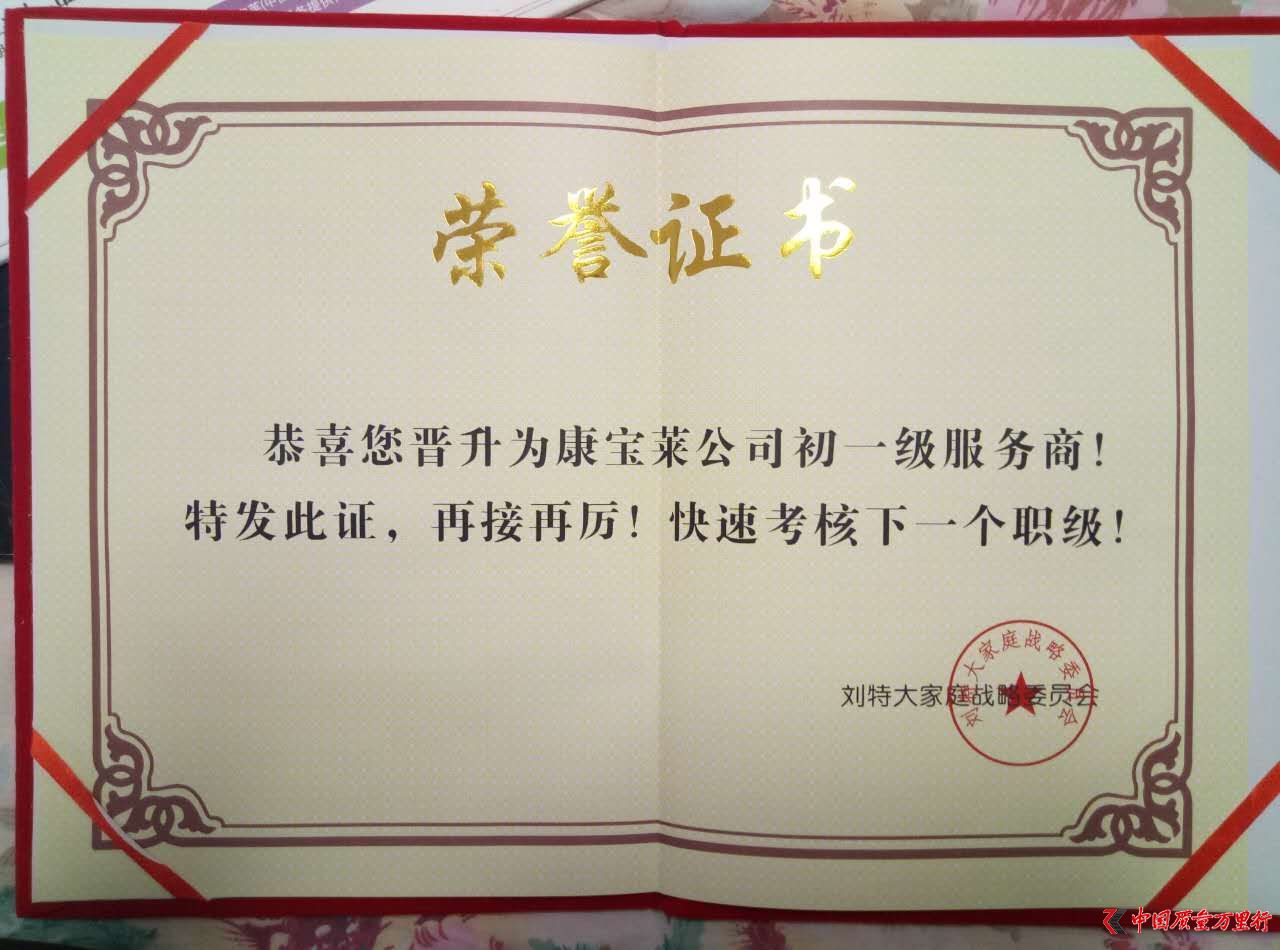 荣誉证书
恭喜您晋升为康宝莱公司初一级服务商！
特发此证，再接再厉！快速考核下一个职级！
刘特大家庭战略委员会
刘特大家庭战略委员会
中国质量万里行